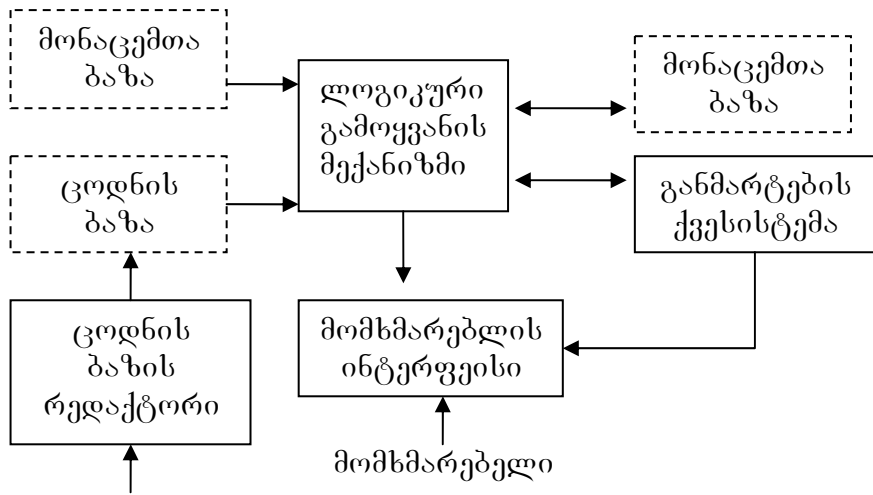 მონაცემთა
ბაზა
ლოგიკური
გამოყვანის
მექანიზმი
მონაცემთა
ბაზა
ცოდნის
ბაზა
განმარტების
ქვესისტემა
ცოდნის
ბაზის
რედაქტორი
მომხმარებლის
ინტერფეისი
მომხმარებელი